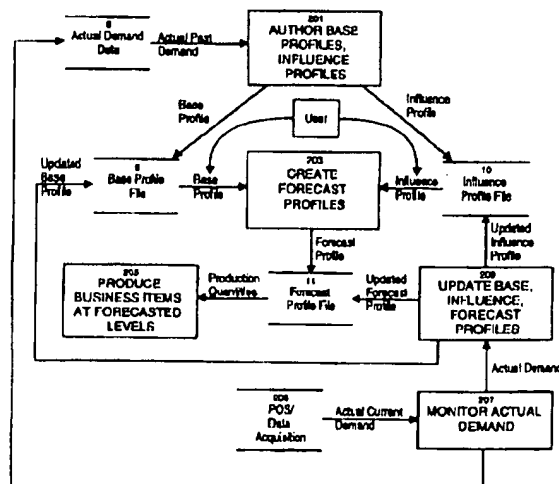 Actual Demand
Data
Actual Past
Demand
201
AUTHOR BASE
PROFILES,
INFLUENCE
PROFILES
Base
Profile
User
Influence
Profile
Updated
Base
Profile
Base Profile
File
Base
Profile
203
CREATE
FORECAST
PROFILES
Influence
Profile
10
Influence
Profile File
Forecast
Profile
Updated
Influence
Profile
205
PRODUCE
BUSINESS ITEMS
AT FORECASTED
LEVELS
Production
Quantities
11
Forecast
Profile File
Updated
Forecast
Profile
209
UPDATE BASE,
INFLUENCE,
FORECAST
PROFILES
Actual Demand
POS/
Data
Acquisition
Actual Current
Demand
207
MONITOR ACTUAL
DEMAND